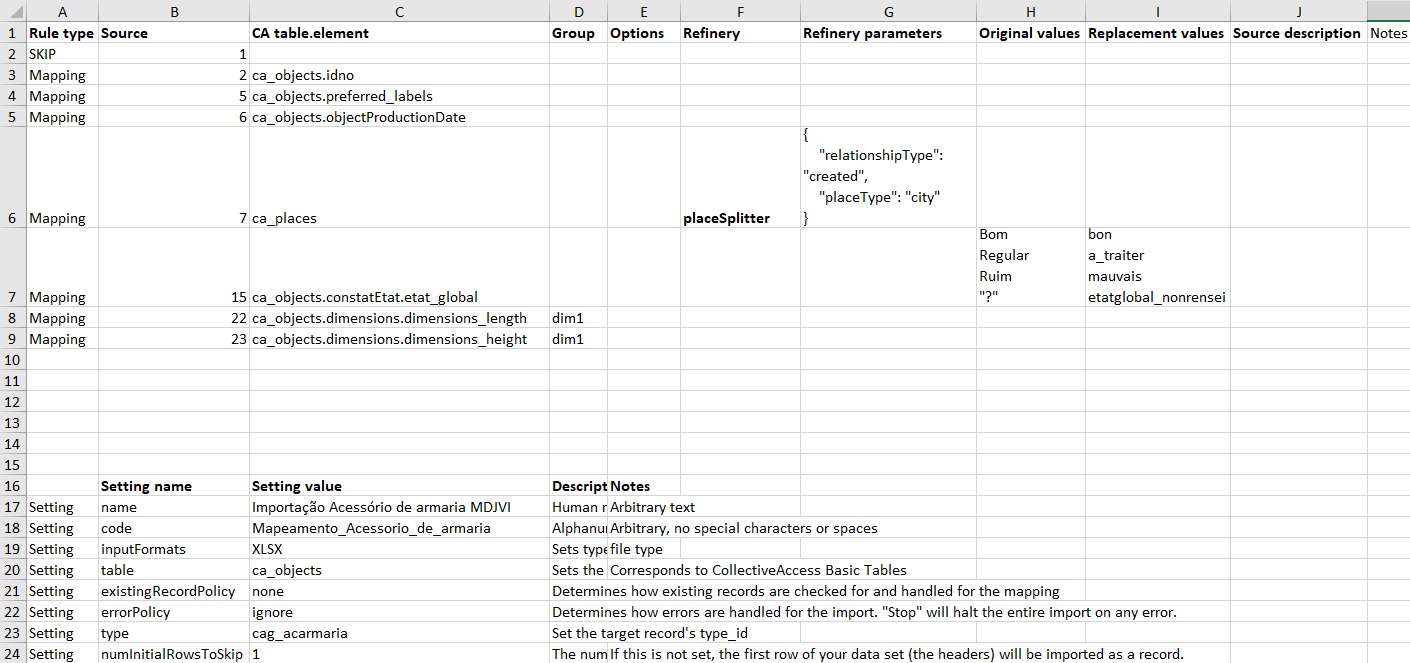 A B C D E F G H I J
1 Rule type Source CA table.element Group Options Refinery Refinery parameters Original values Replacement values Source description Notes
2 SKIP 1
3 Mapping 2 ca_objects.idno
4 Mapping 5 ca_objects.preferred_labels
5 Mapping 6 ca_objects.objectProductionDate
{
"relationshipType":
"created",
"placeType": "city"
6 Mapping 7 ca_places placeSplitter }
Bom bon
Regular a_traiter
Ruim mauvais
7 Mapping 15 ca_objects.constatEtat.etat_global "?" etatglobal_nonrensei
8 Mapping 22 ca_objects.dimensions.dimensions_length dim1
9 Mapping 23 ca_objects.dimensions.dimensions_height dim1
10
11
12
13
14
15
16 Setting name Setting value Descript Notes
17 Setting name Importação Acessório de armaria MDJVI Human r Arbitrary text
18 Setting code Mapeamento_Acessorio_de_armaria Alphanu Arbitrary, no special characters or spaces
19 Setting inputFormats XLSX Sets type file type
20 Setting table ca_objects Sets the Corresponds to CollectiveAccess Basic Tables
21 Setting existingRecordPolicy none Determines how existing records are checked for and handled for the mapping
22 Setting errorPolicy ignore Determines how errors are handled for the import. "Stop" will halt the entire import on any error.
23 Setting type cag_acarmaria Set the target record's type_id
24 Setting numInitialRowsToSkip 1 The num If this is not set, the first row of your data set (the headers) will be imported as a record.